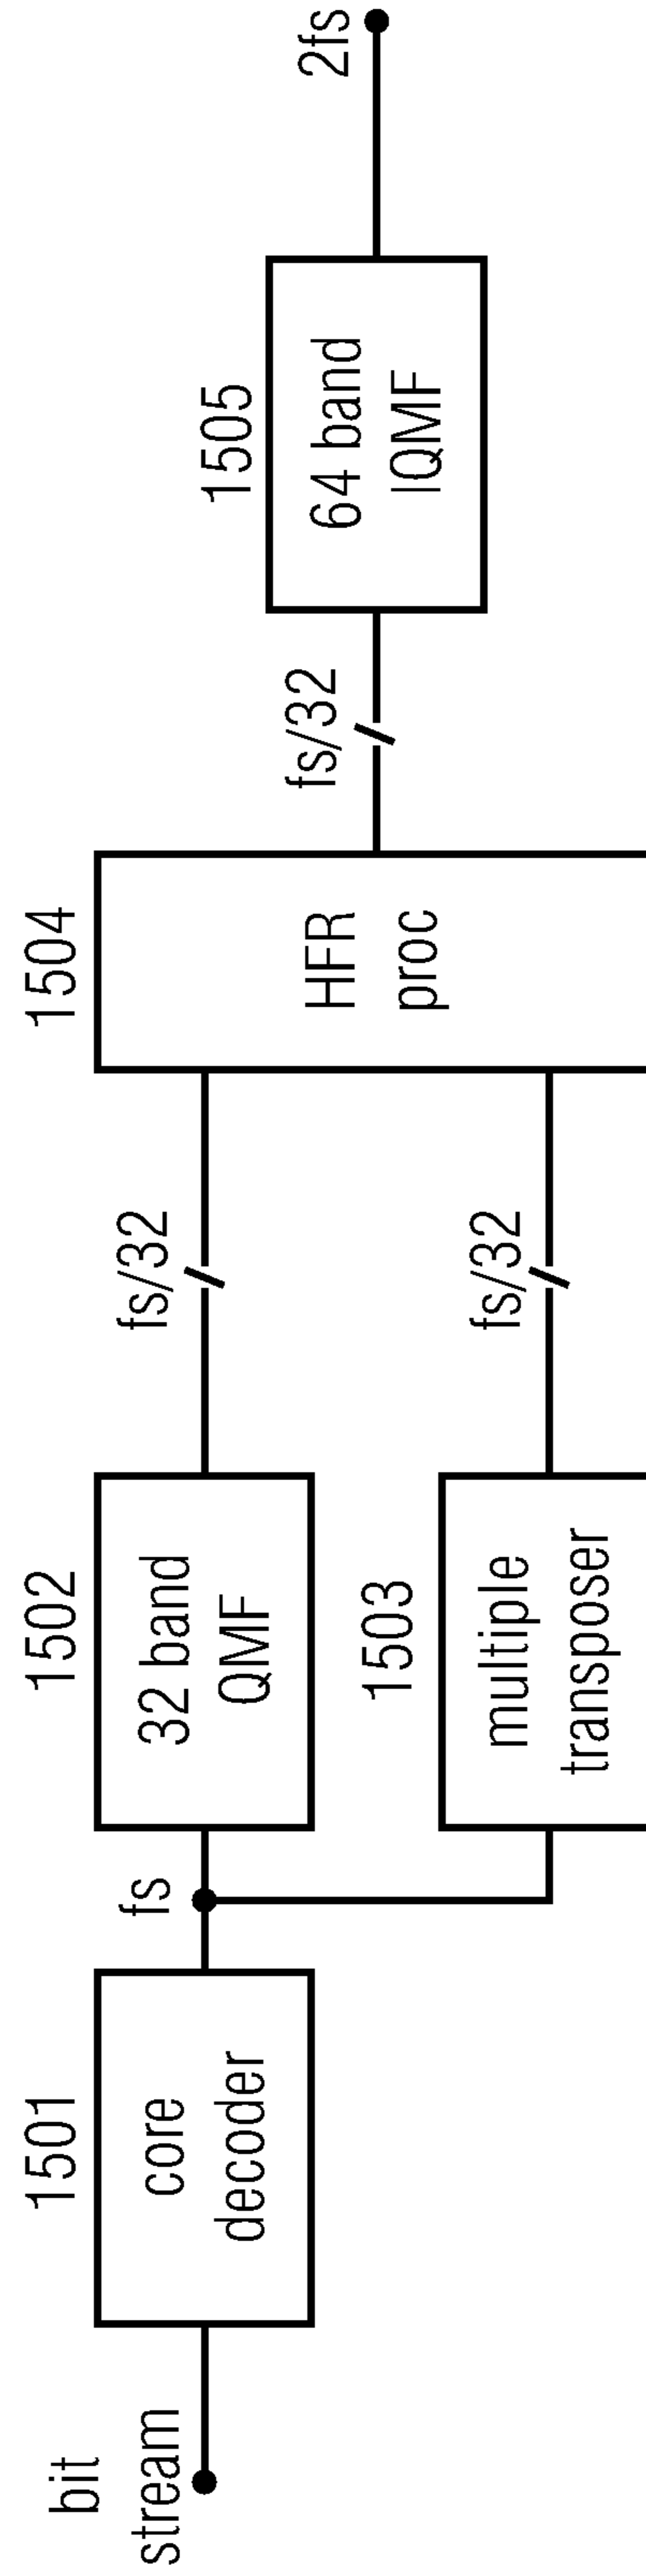 bit
stream
1501
core
decoder
fs
1502
32 band
QMF
fs/32
1503
multiple
transposer
fs/32
1504
HFR
proc
fs/32
1505
64 band
IQMF
2fs